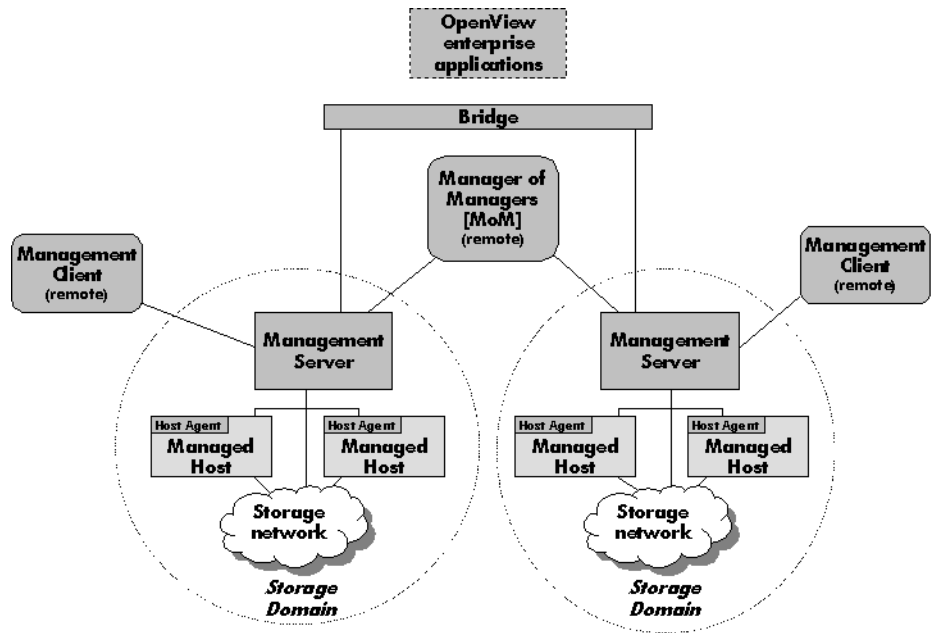 OpenView
enterprise
applications
Bridge
Manager of
Managers
[MoM]
(remote)
Management
Client
(remote)
Management
Client
(remote)
Management
Server
Management
Server
Host Agent
Managed
Host
Host Agent
Managed
Host
Host Agent
Managed
Host
Host Agent
Managed
Host
Storage
network
Storage
network
Storage
Domain
Storage
Domain